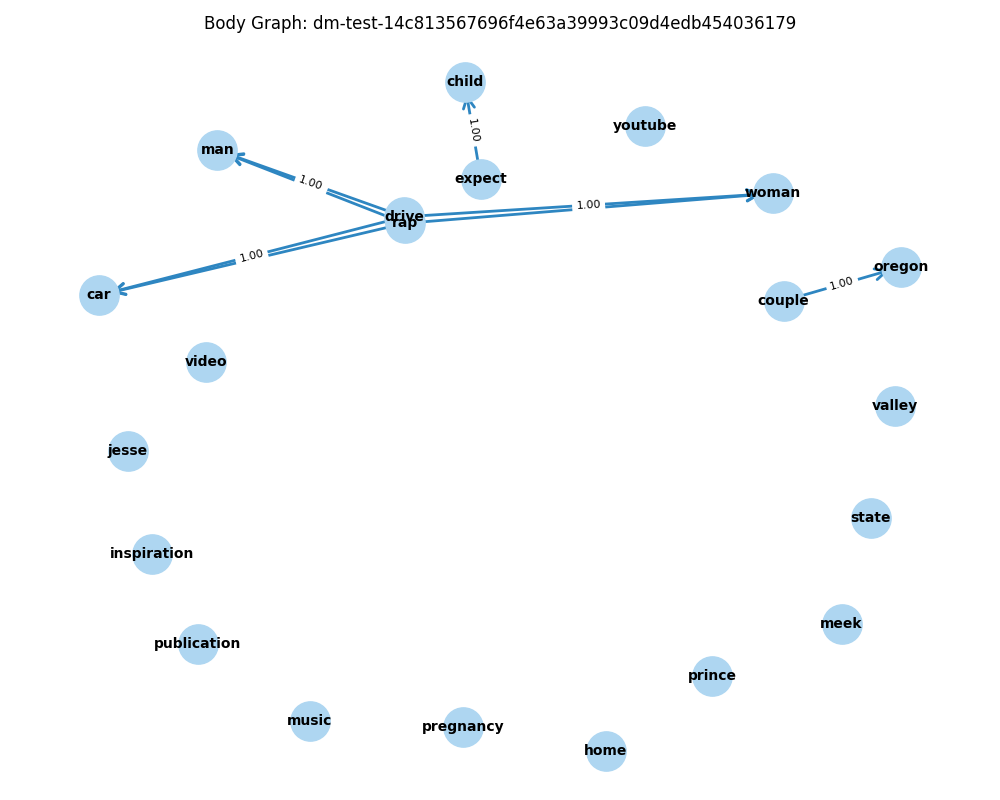 Body Graph: dm-test-14c813567696f4e63a39993c09d4edb454036179
child
youtube
man
1.00
expect
1.00
woman
drive
rap
1.00
1.00
oregon
car
couple
1.00
video
valley
jesse
state
inspiration
meek
publication
prince
music
pregnancy
home